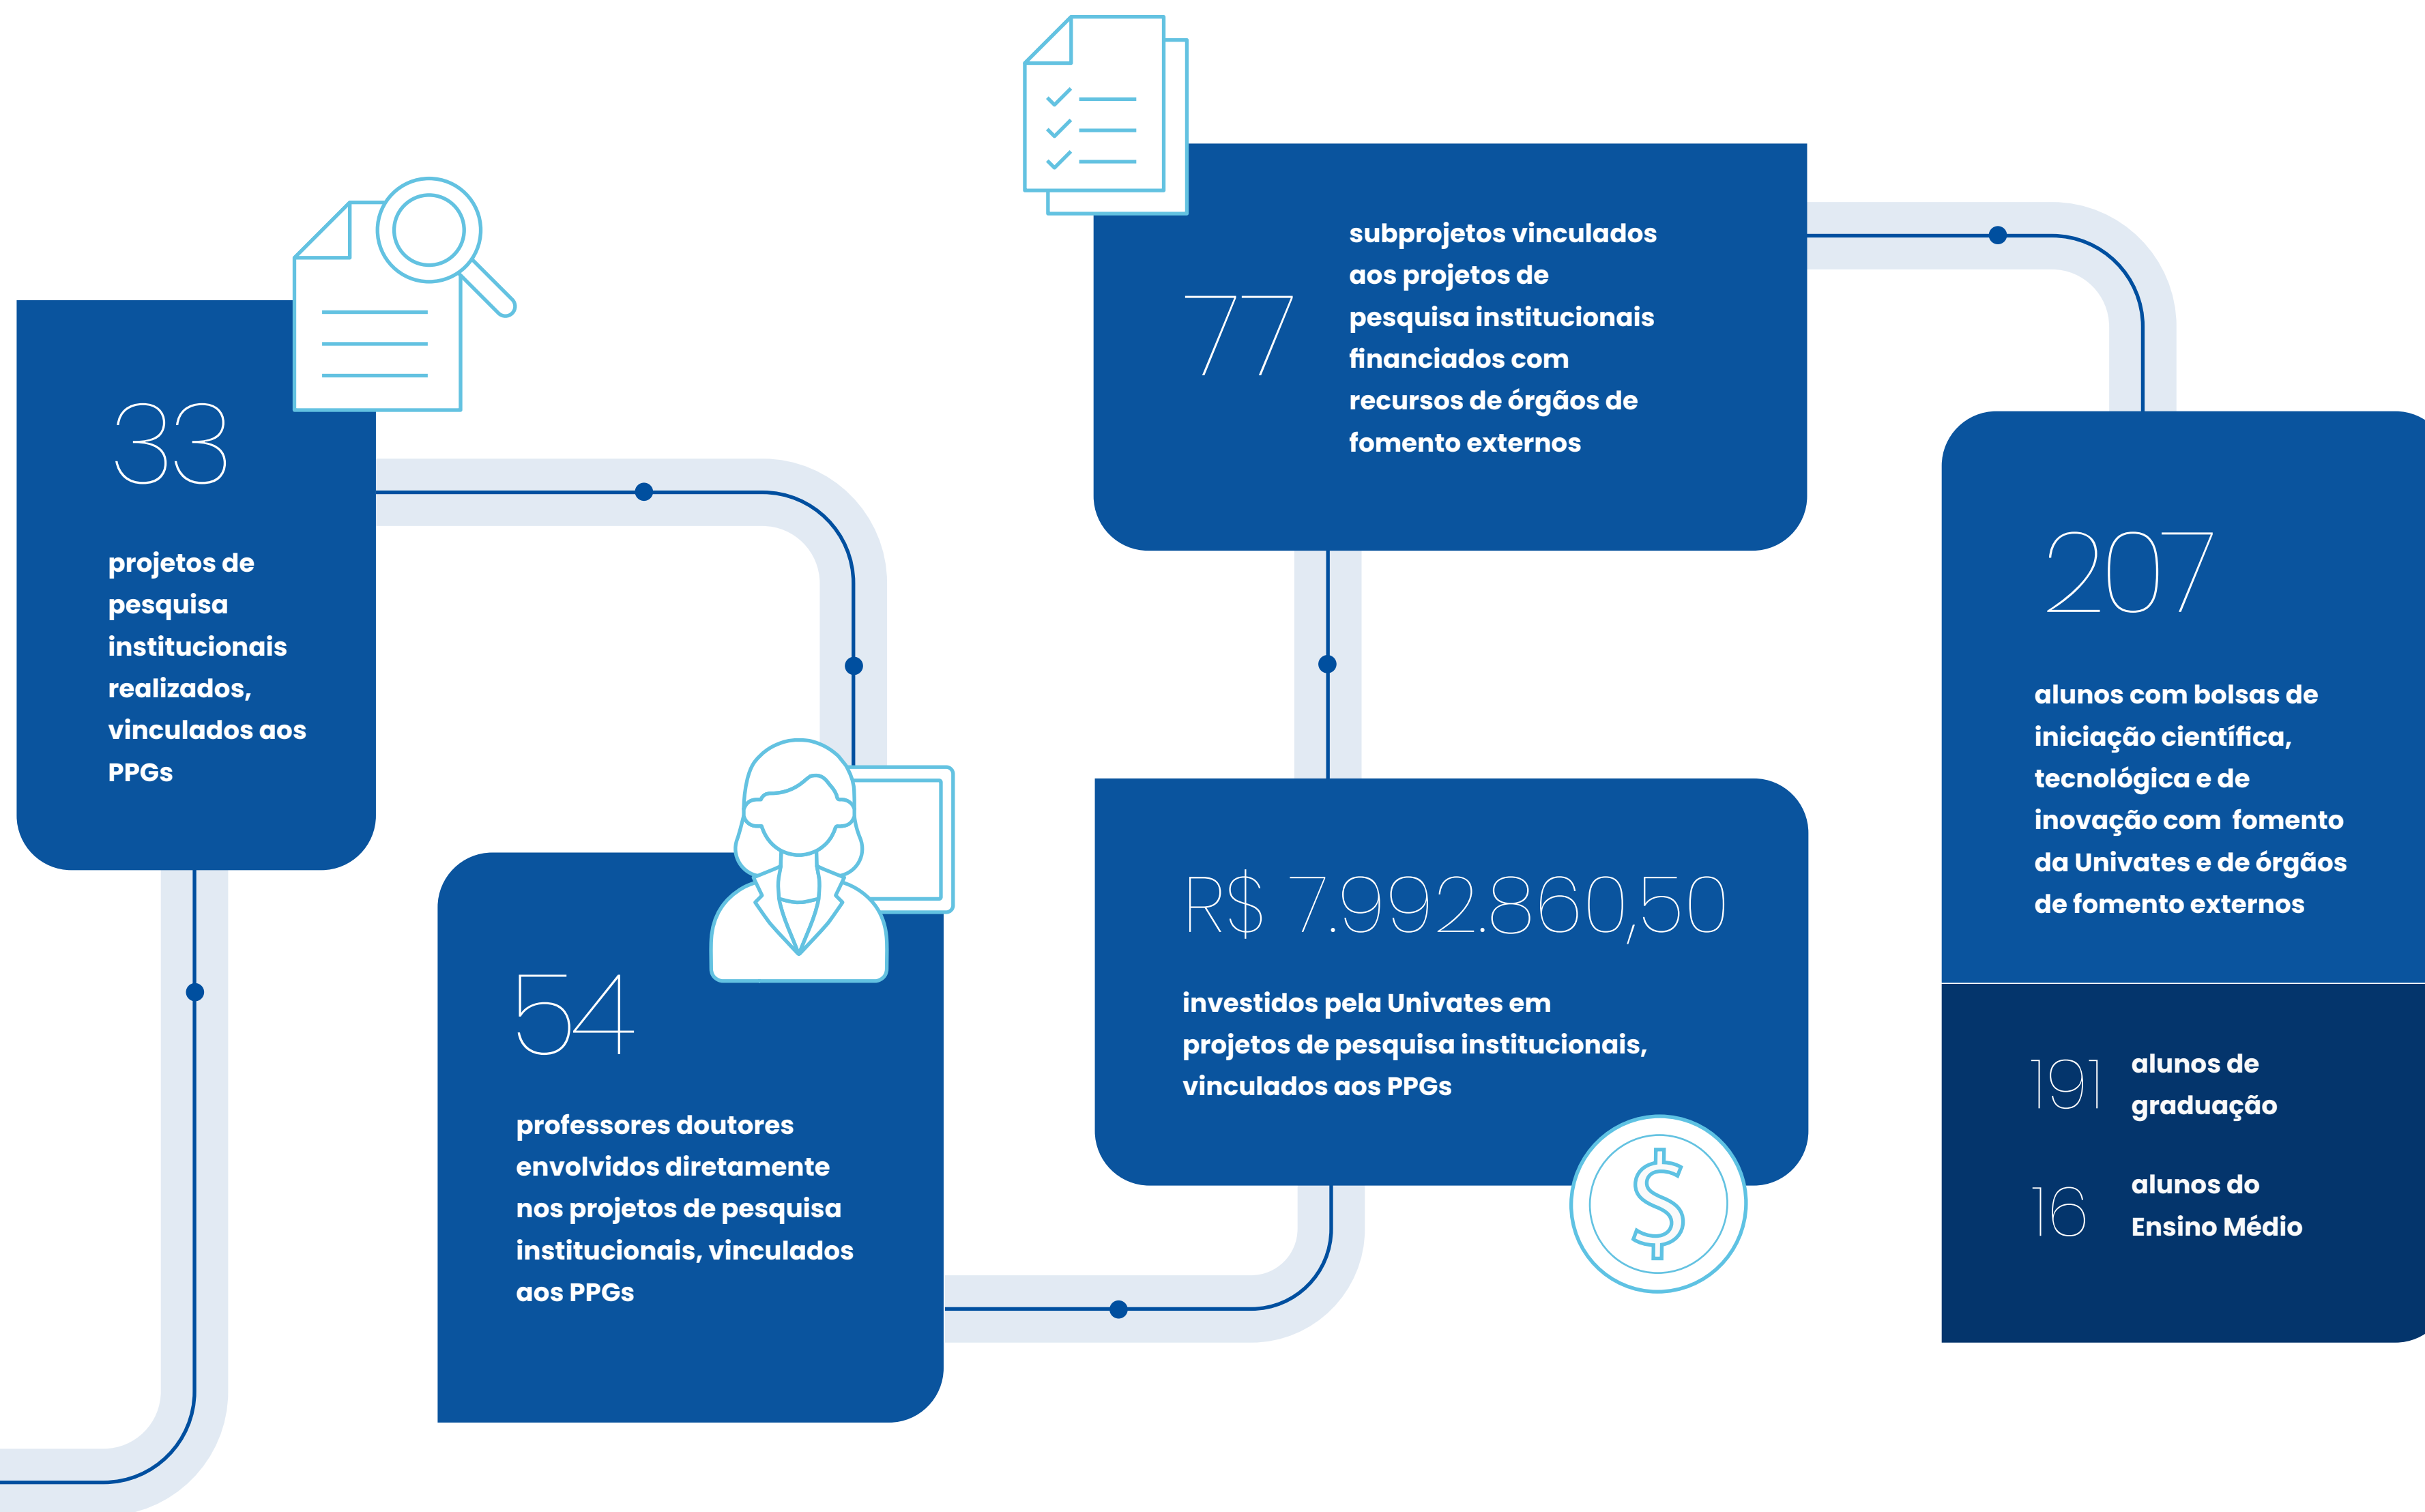 33
projetos de
pesquisa
institucionais
realizados,
vinculados aos
PPGs
54
professores doutores
envolvidos diretamente
nos projetos de pesquisa
institucionais, vinculados
aos PPGs
R$ 7.992.860,50
investidos pela Univates em
projetos de pesquisa institucionais,
vinculados aos PPGs
77
subprojetos vinculados
aos projetos de
pesquisa institucionais
financiados com
recursos de órgãos de
fomento externos
207
alunos com bolsas de
iniciação científica,
tecnológica e de
inovação com fomento
da Univates e de órgãos
de fomento externos
191
alunos de
graduação
16
alunos do
Ensino Médio